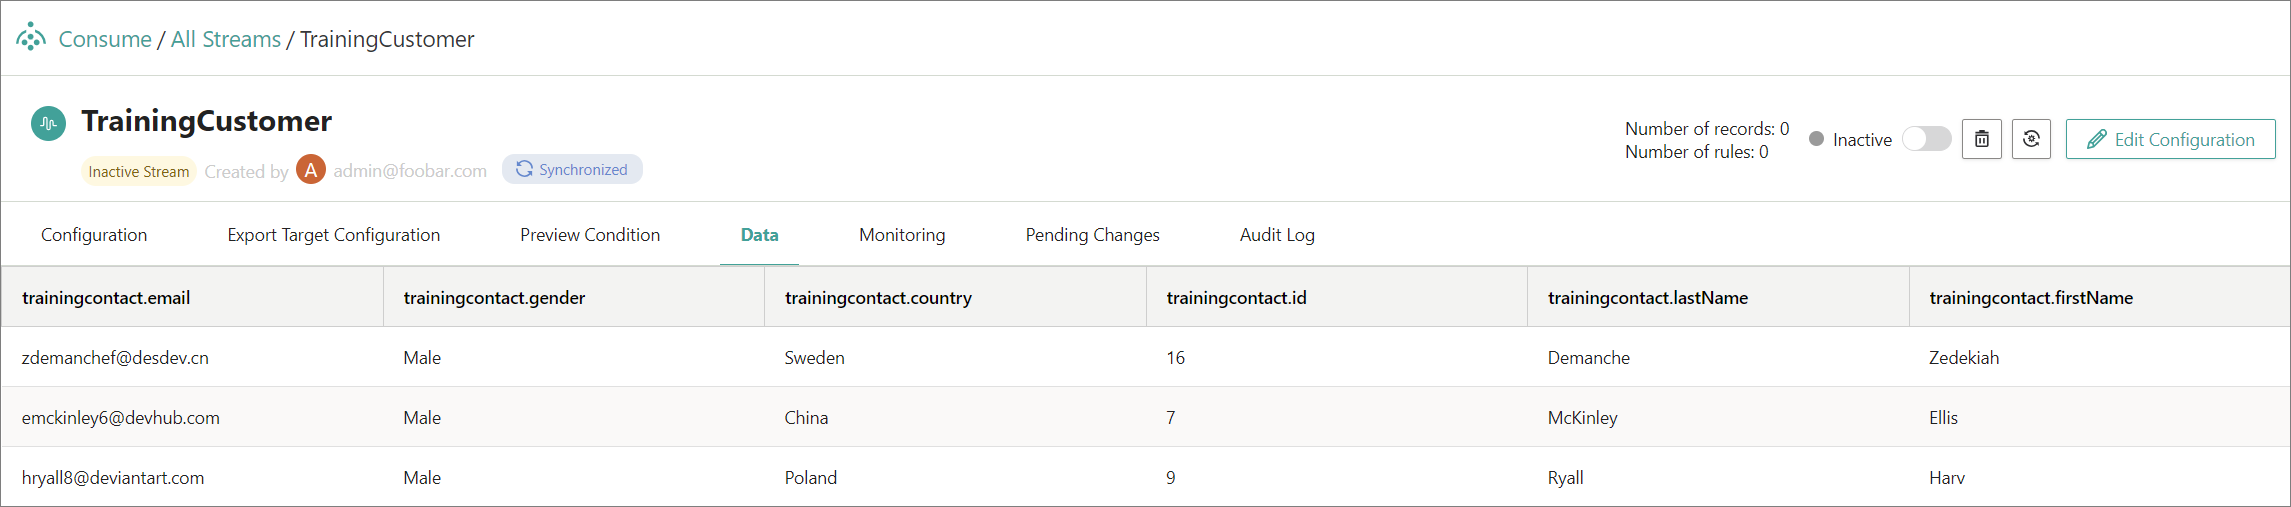 Consume / All Streams / TrainingCustomer
TrainingCustomer
Number of records: 0
Number of rules: 0
Inactive
Edit Configuration
Inactive Stream Created by A admin@foobar.com Synchronized
Configuration Export Target Configuration Preview Condition Data Monitoring Pending Changes Audit Log
trainingcontact.email trainingcontact.gender trainingcontact.country trainingcontact.id trainingcontact.lastName trainingcontact.firstName
zdemanchef@desdev.cn Male Sweden 16 Demanche Zedekiah
emckinley6@devhub.com Male China 7 McKinley Ellis
hryall8@deviantart.com Male Poland 9 Ryall Harv